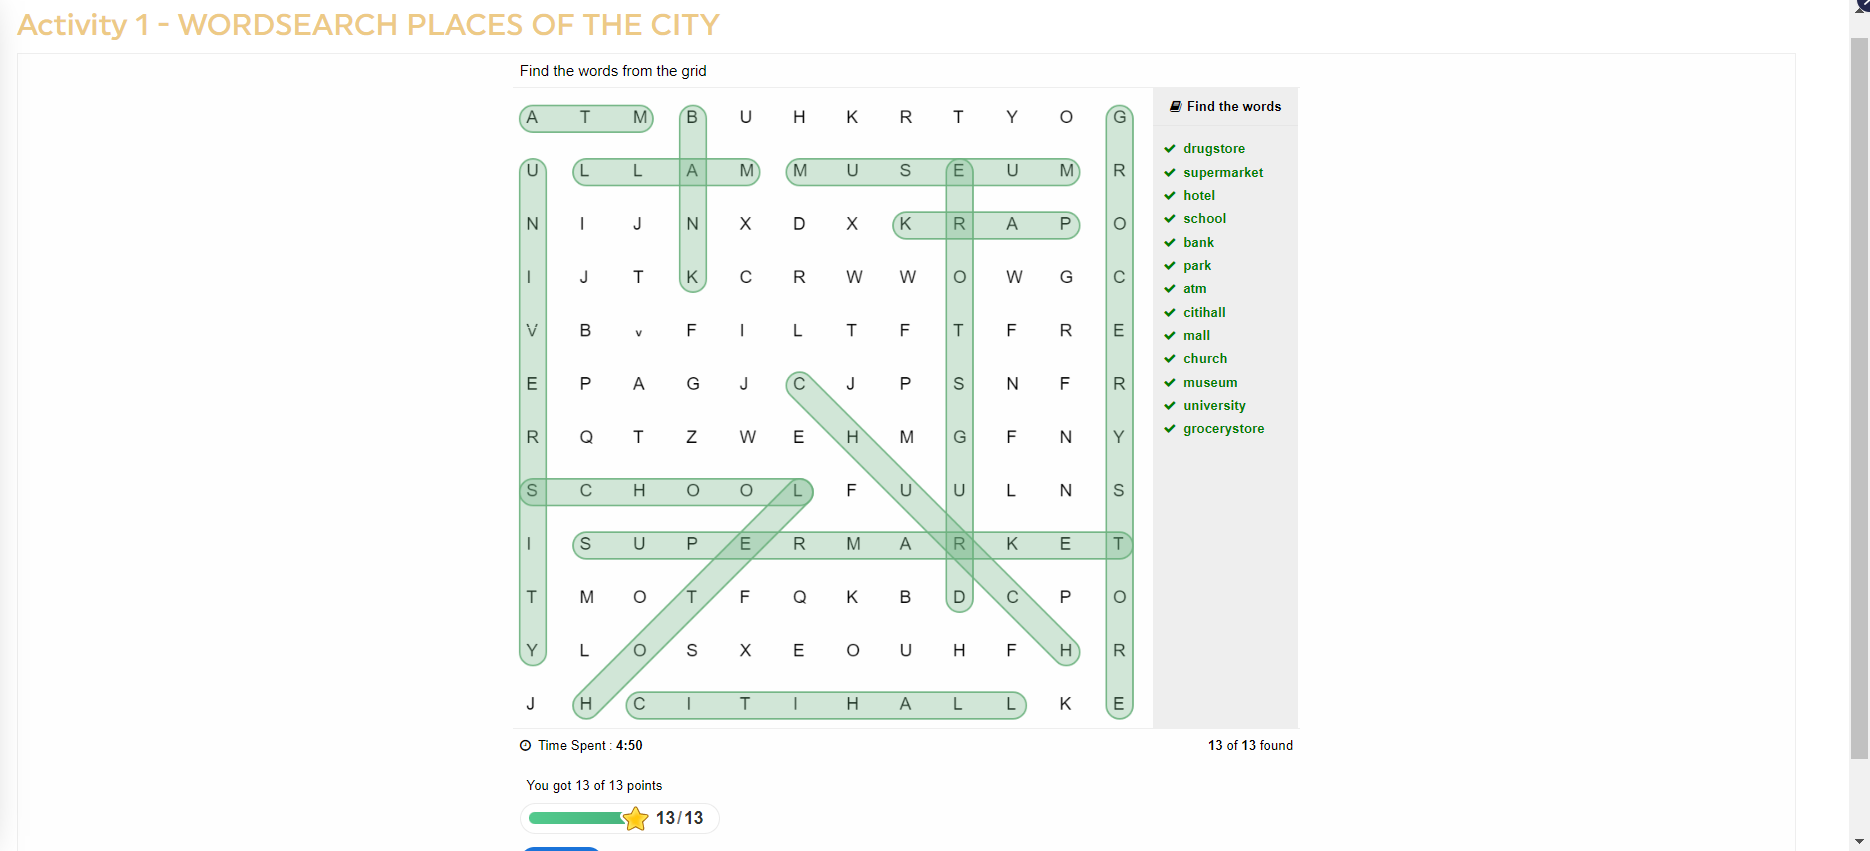 Activity 1 - WORDSEARCH PLACES OF THE CITY
Find the words from the grid
A T M B U H K R T Y O G
U L L A M M U S E U M R
N I J N X D X K R A P O
I J T K C R W W O W G C
V B v F I L T F T F R E
E P A G J C J P S N F R
R Q T Z W E H M G F N Y
S C H O O L F U U L N S
I S U P E R M A R K E T
T M O T F Q K B D C P O
Y L O S X E O U H F H R
J H C I T I H A L L K E
Find the words
drugstore
supermarket
hotel
school
bank
park
atm
citihall
mall
church
museum
university
grocerystore
Time Spent : 4:50
13 of 13 found
You got 13 of 13 points
13/13